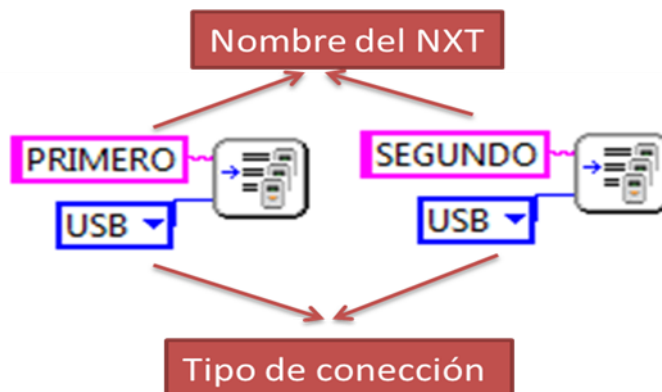 Nombre del NXT
PRIMERO
SEGUNDO
USB
USB
Tipo de conección